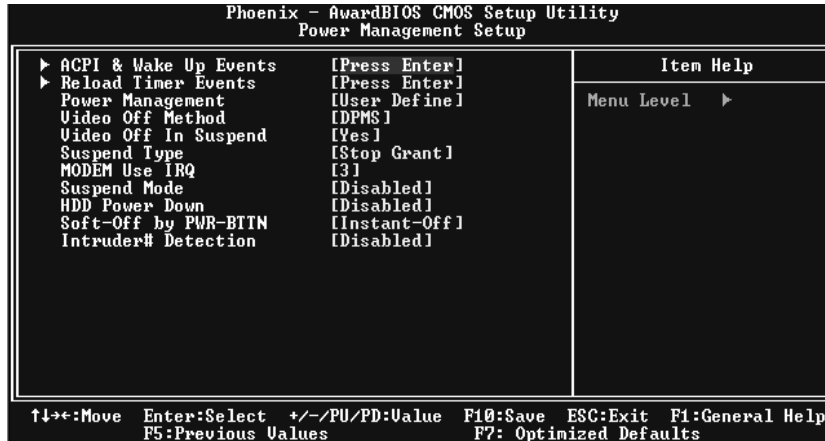 Phoenix - AwardBIOS CMOS Setup Utility
Power Management Setup
▶ ACPI & Wake Up Events [Press Enter]
▶ Reload Timer Events [Press Enter]
Power Management [User Define]
Video Off Method [DPMS]
Video Off In Suspend [Yes]
Suspend Type [Stop Grant]
MODEM Use IRQ [3]
Suspend Mode [Disabled]
HDD Power Down [Disabled]
Soft-Off by PWR-BTTN [Instant-Off]
Intruder# Detection [Disabled]
Item Help
Menu Level ▶
↑↓→←:Move Enter:Select +/-/PU/PD:Value F10:Save ESC:Exit F1:General Help
F5:Previous Values F7: Optimized Defaults